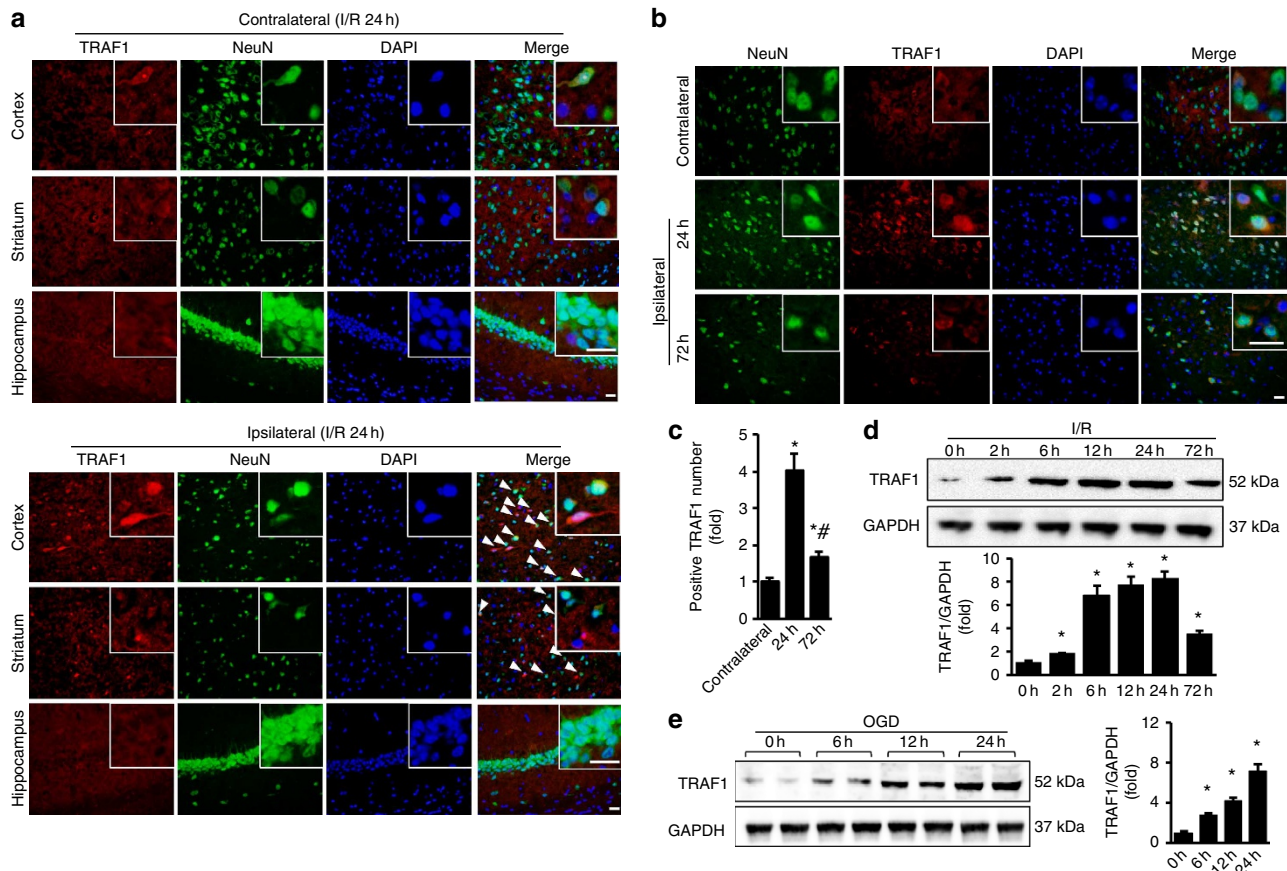 a
Contralateral (I/R 24 h)
TRAF1 NeuN DAPI Merge
Cortex
Striatum
Hippocampus
Ipsilateral (I/R 24 h)
TRAF1 NeuN DAPI Merge
Cortex
Striatum
Hippocampus
b
NeuN TRAF1 DAPI Merge
Contralateral
Ipsilateral
24 h
72 h
c
Positive TRAF1 number
(fold)
5
4
3
2
1
0
*
*#
Contralateral 24 h 72 h
d
I/R
0 h 2 h 6 h 12 h 24 h 72 h
TRAF1 52 kDa
GAPDH 37 kDa
TRAF1/GAPDH
(fold)
10
8
6
4
2
0
* * * * *
0 h 2 h 6 h 12 h 24 h 72 h
e
OGD
0 h 6 h 12 h 24 h
TRAF1 52 kDa
GAPDH 37 kDa
TRAF1/GAPDH
(fold)
12
8
4
0
* * *
0 h 6 h 12 h 24 h